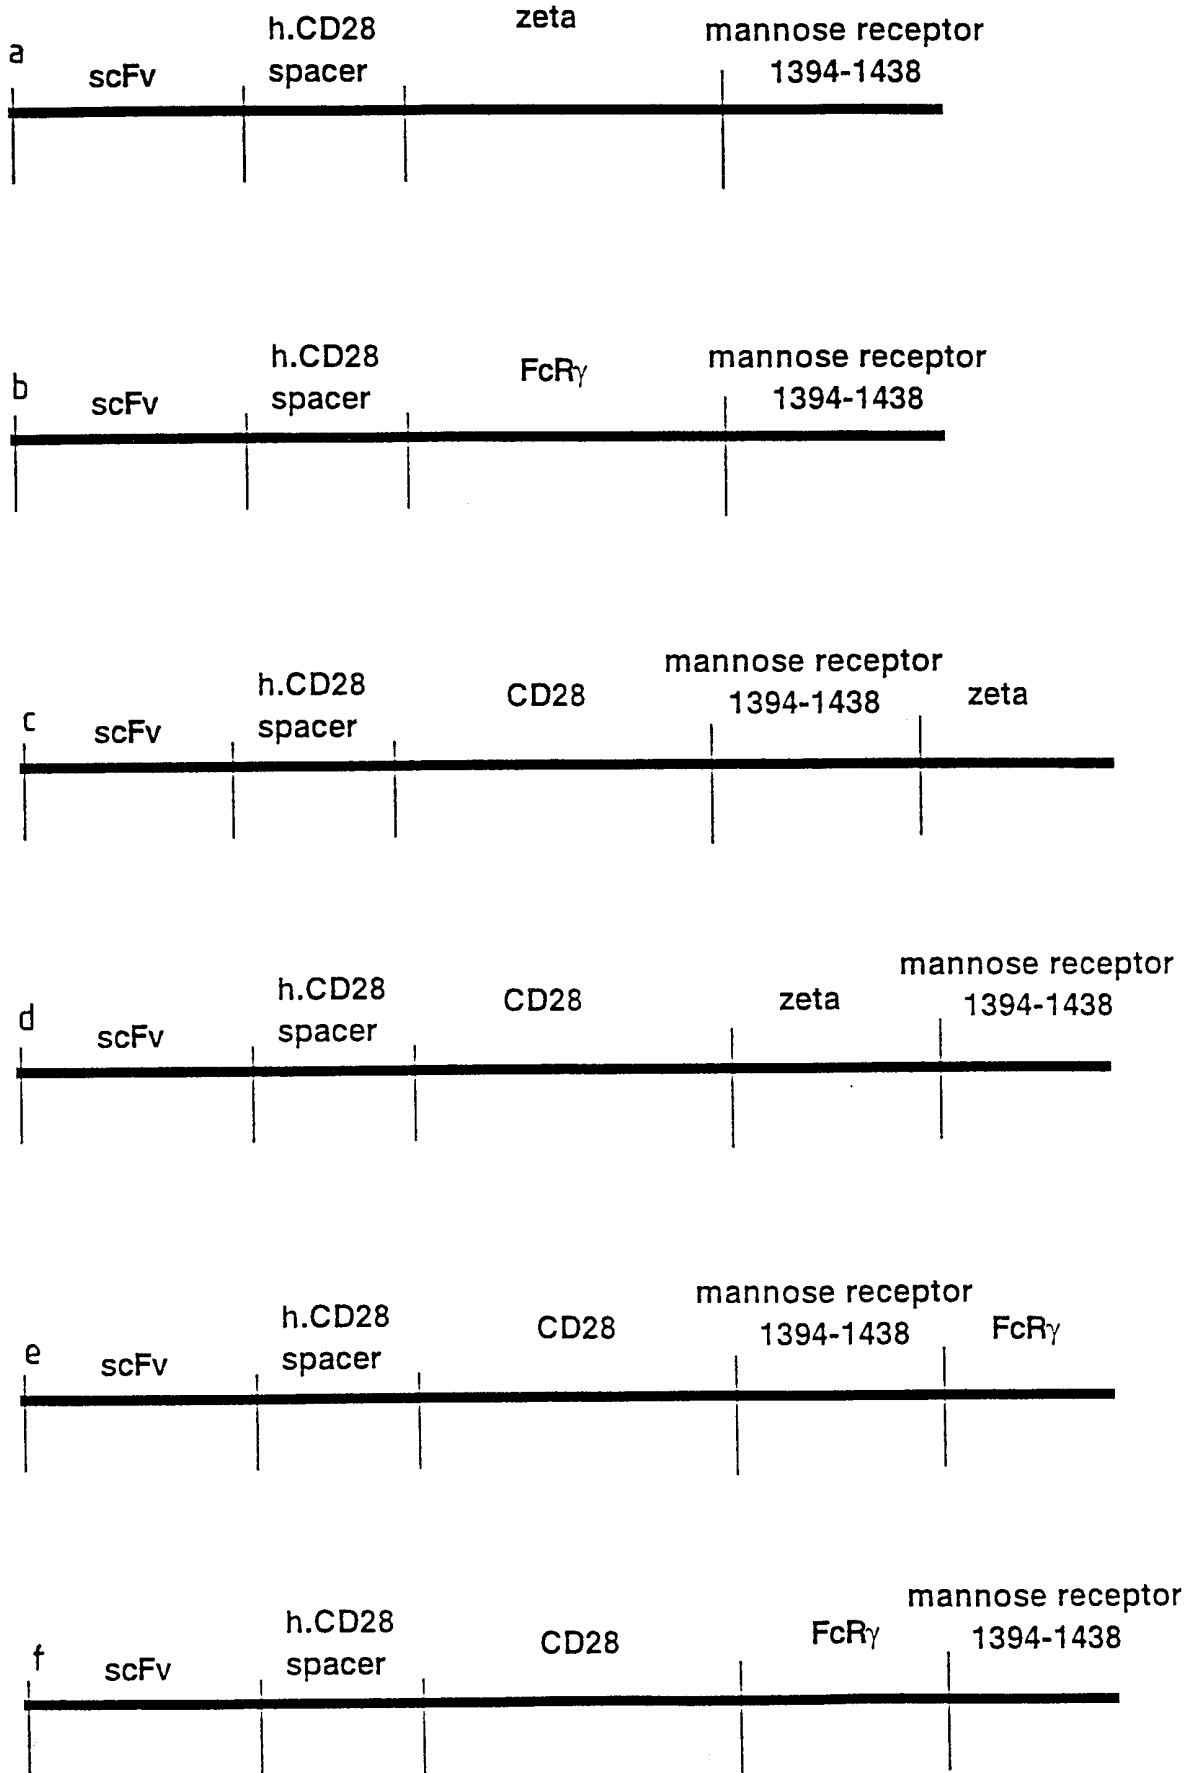 a
scFv
h.CD28
spacer
zeta
mannose receptor
1394-1438
b
scFv
h.CD28
spacer
FcRγ
mannose receptor
1394-1438
c
scFv
h.CD28
spacer
CD28
mannose receptor
1394-1438
zeta
d
scFv
h.CD28
spacer
CD28
zeta
mannose receptor
1394-1438
e
scFv
h.CD28
spacer
CD28
mannose receptor
1394-1438
FcRγ
f
scFv
h.CD28
spacer
CD28
FcRγ
mannose receptor
1394-1438